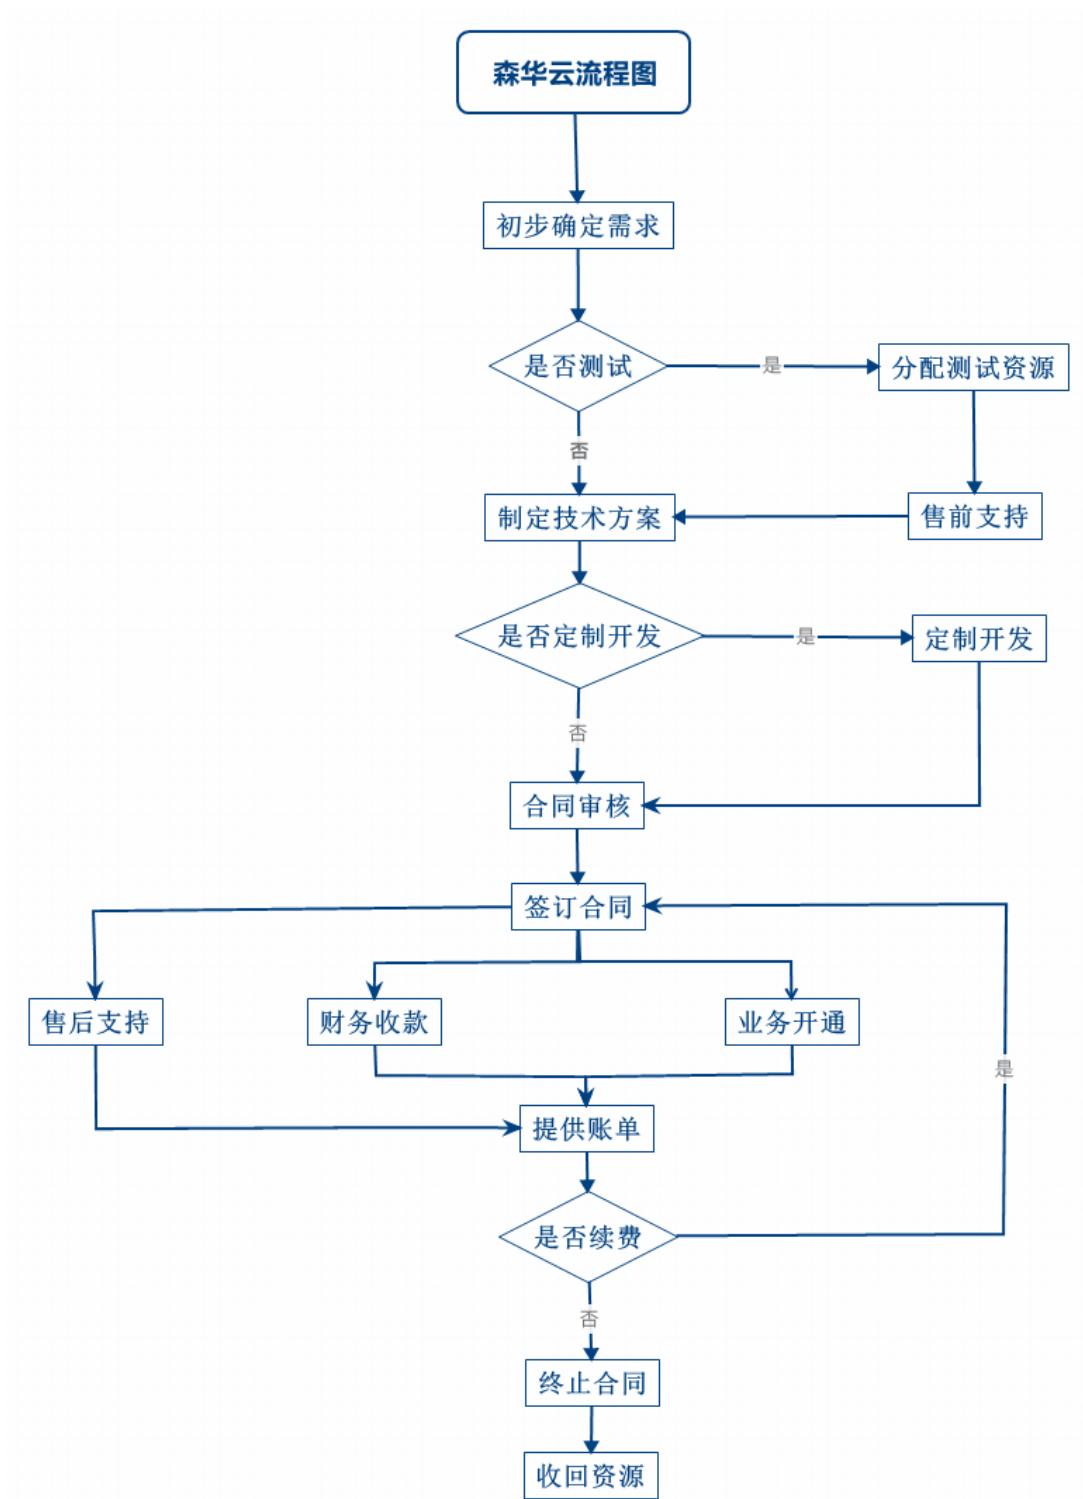 森华云流程图
初步确定需求
是否测试
是
分配测试资源
否
制定技术方案
售前支持
是否定制开发
是
定制开发
否
合同审核
签订合同
售后支持
财务收款
业务开通
是
提供账单
是否续费
否
终止合同
收回资源